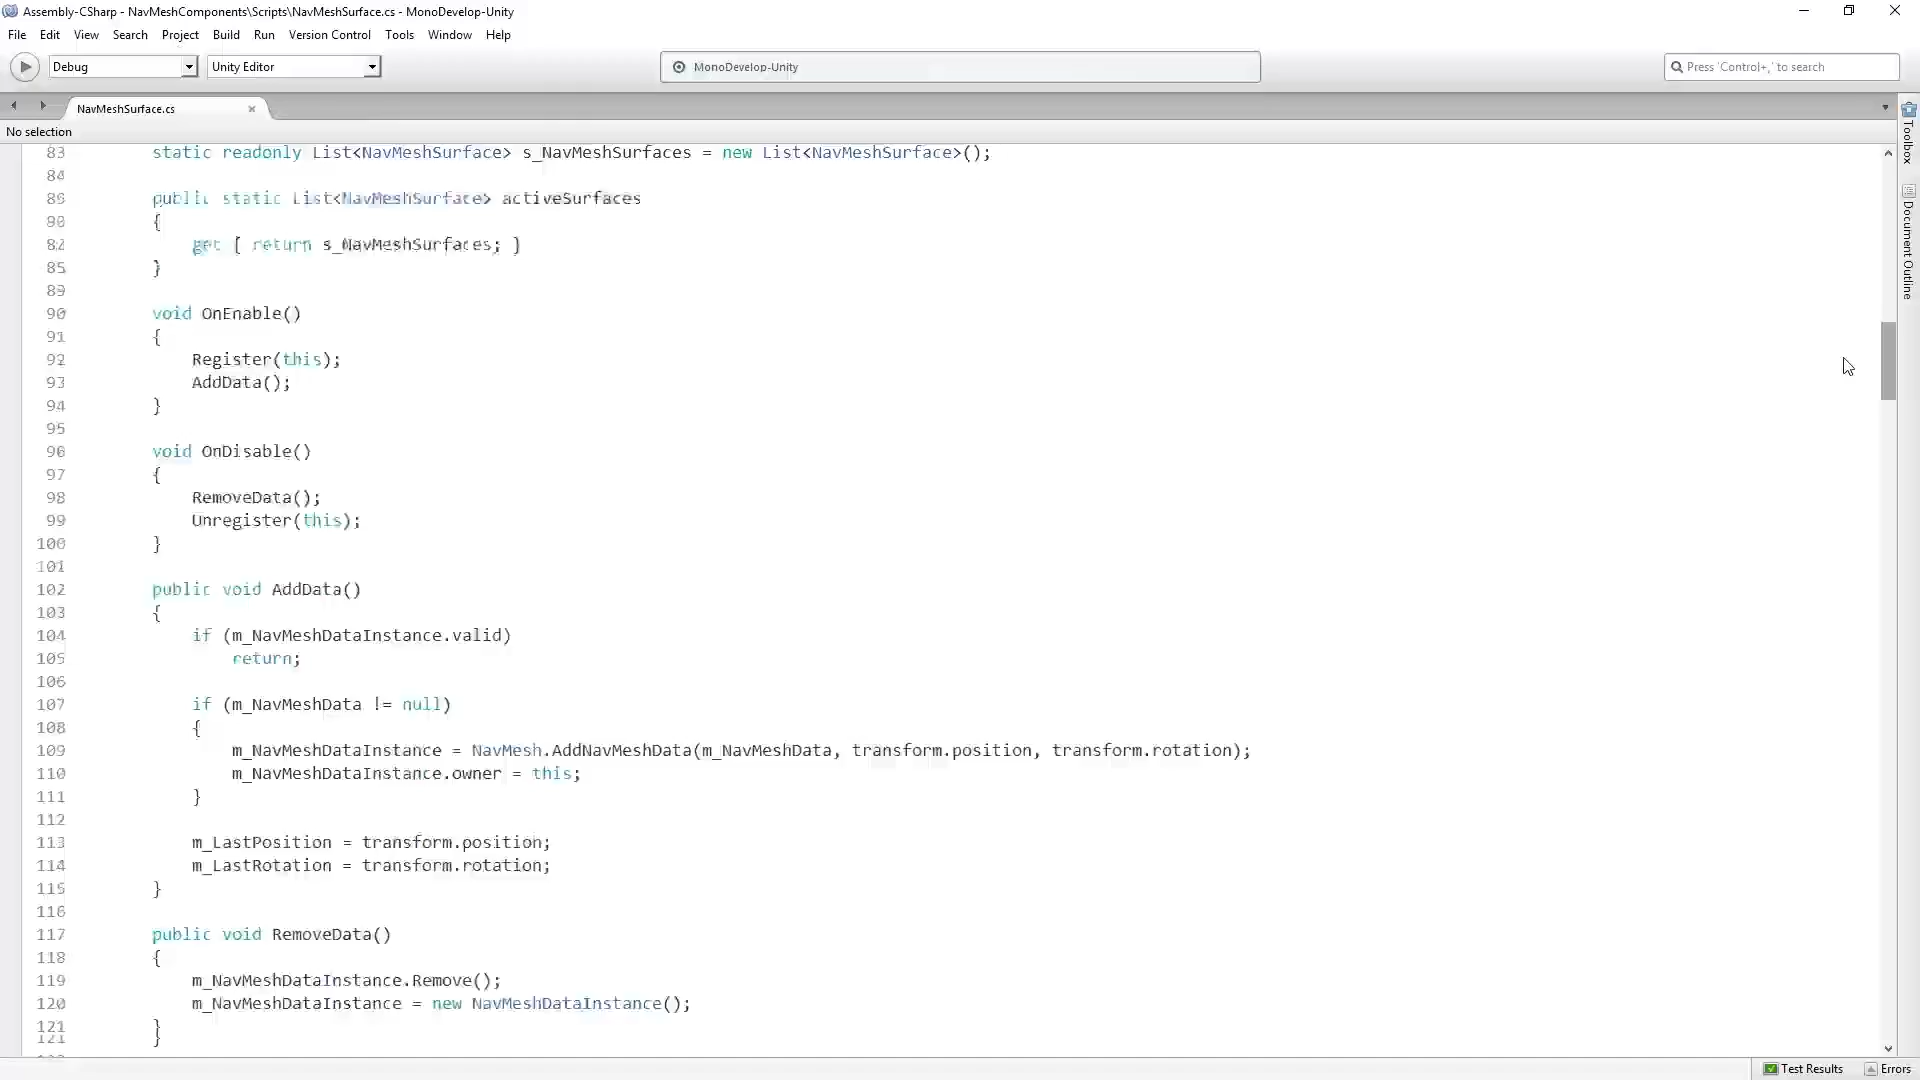 Assembly-CSharp - NavMeshComponents\Scripts\NavMeshSurface.cs - MonoDevelop-Unity
File Edit View Search Project Build Run Version Control Tools Window Help
Debug Unity Editor MonoDevelop-Unity Press 'Control+,' to search
NavMeshSurface.cs
No selection
Toolbox
Document Outline
83 static readonly List<NavMeshSurface> s_NavMeshSurfaces = new List<NavMeshSurface>();
84
public static List<NavMeshSurface> activeSurfaces
{
get { return s_NavMeshSurfaces; }
}
89
90 void OnEnable()
91 {
92 Register(this);
93 AddData();
94 }
95
96 void OnDisable()
97 {
98 RemoveData();
99 Unregister(this);
100 }
101
102 public void AddData()
103 {
104 if (m_NavMeshDataInstance.valid)
105 return;
106
107 if (m_NavMeshData != null)
108 {
109 m_NavMeshDataInstance = NavMesh.AddNavMeshData(m_NavMeshData, transform.position, transform.rotation);
110 m_NavMeshDataInstance.owner = this;
111 }
112
113 m_LastPosition = transform.position;
114 m_LastRotation = transform.rotation;
115 }
116
117 public void RemoveData()
118 {
119 m_NavMeshDataInstance.Remove();
120 m_NavMeshDataInstance = new NavMeshDataInstance();
121 }
Test Results Errors